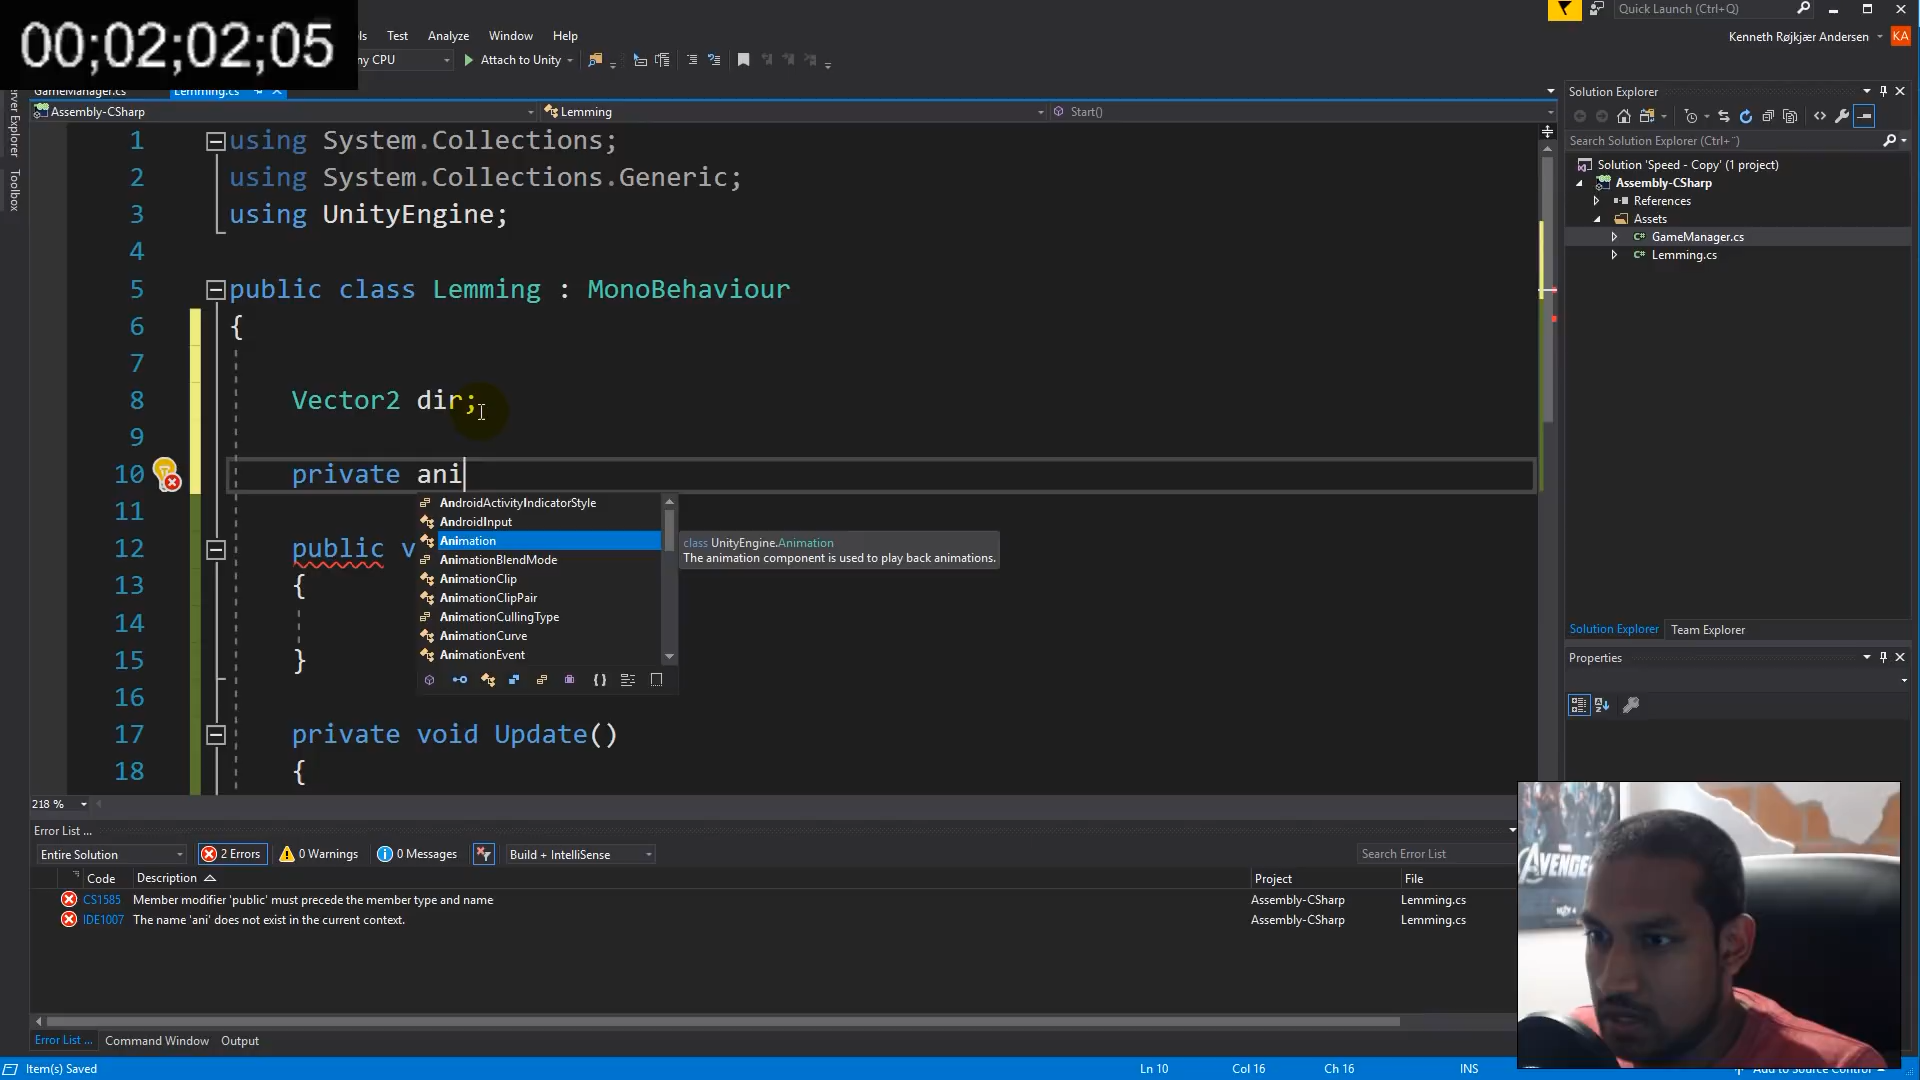 00;02;02;05
Test Analyze Window Help
Quick Launch (Ctrl+Q)
Kenneth Røjkjær Andersen KA
ny CPU Attach to Unity
GameManager.cs Lemming.cs
Assembly-CSharp Lemming Start()
Server Explorer
Toolbox
1 using System.Collections;
2 using System.Collections.Generic;
3 using UnityEngine;
4
5 public class Lemming : MonoBehaviour
6 {
7
8 Vector2 dir;
9
10 private ani
11
12 public v
13 {
14
15 }
16
17 private void Update()
18 {
AndroidActivityIndicatorStyle
AndroidInput
Animation
AnimationBlendMode
AnimationClip
AnimationClipPair
AnimationCullingType
AnimationCurve
AnimationEvent
class UnityEngine.Animation
The animation component is used to play back animations.
218 %
Solution Explorer
Search Solution Explorer (Ctrl+¨)
Solution 'Speed - Copy' (1 project)
Assembly-CSharp
References
Assets
C# GameManager.cs
C# Lemming.cs
Solution Explorer Team Explorer
Properties
Error List ...
Entire Solution 2 Errors 0 Warnings 0 Messages Build + IntelliSense Search Error List
Code Description Project File
CS1585 Member modifier 'public' must precede the member type and name Assembly-CSharp Lemming.cs
IDE1007 The name 'ani' does not exist in the current context. Assembly-CSharp Lemming.cs
Error List ... Command Window Output
Item(s) Saved Ln 10 Col 16 Ch 16 INS Add to Source Control
AVENGE